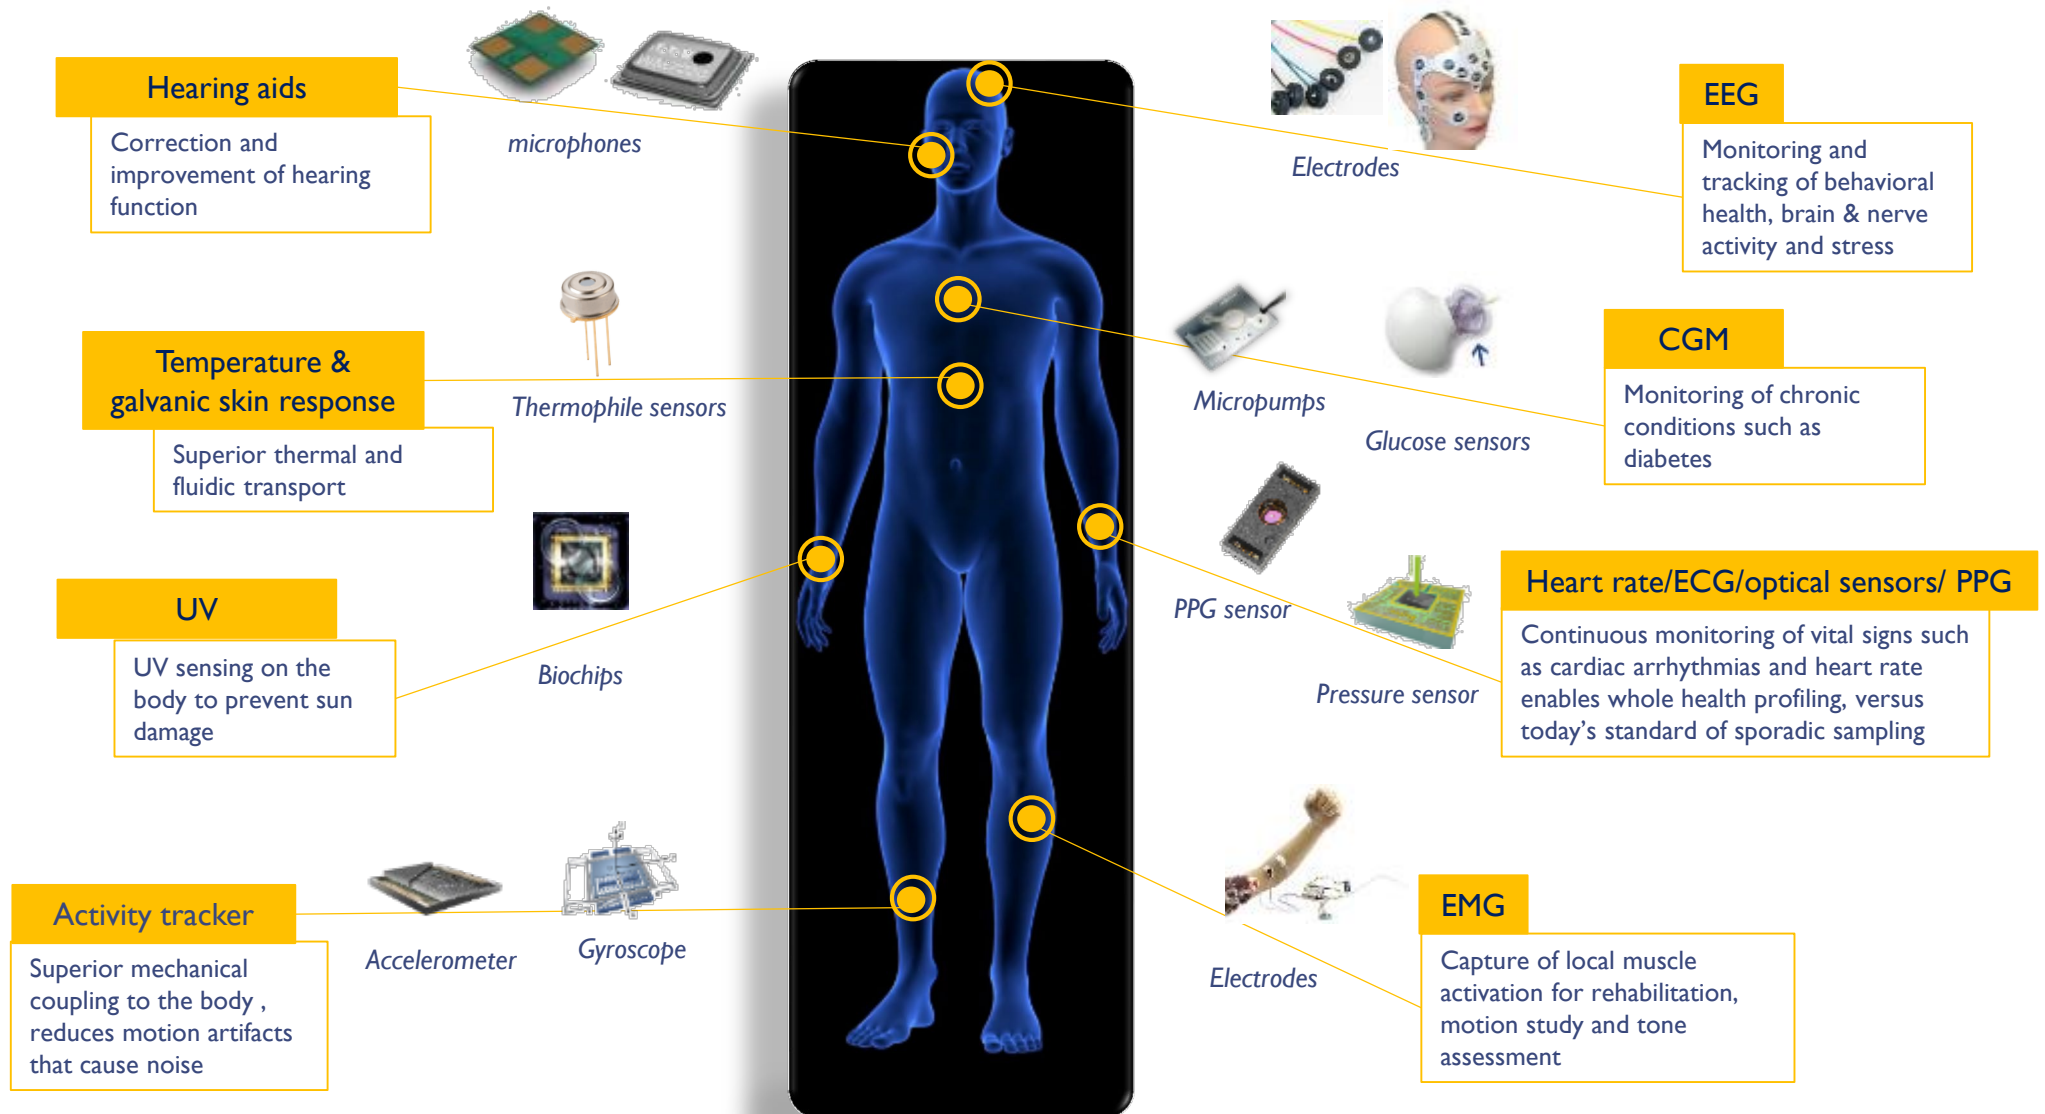 Hearing aids
Correction and
improvement of hearing
function
microphones
Temperature &
galvanic skin response
Superior thermal and
fluidic transport
Thermophile sensors
UV
UV sensing on the
body to prevent sun
damage
Biochips
Activity tracker
Superior mechanical
coupling to the body ,
reduces motion artifacts
that cause noise
Accelerometer
Gyroscope
Electrodes
EEG
Monitoring and
tracking of behavioral
health, brain & nerve
activity and stress
Micropumps
Glucose sensors
CGM
Monitoring of chronic
conditions such as
diabetes
PPG sensor
Pressure sensor
Heart rate/ECG/optical sensors/ PPG
Continuous monitoring of vital signs such
as cardiac arrhythmias and heart rate
enables whole health profiling, versus
today's standard of sporadic sampling
Electrodes
EMG
Capture of local muscle
activation for rehabilitation,
motion study and tone
assessment